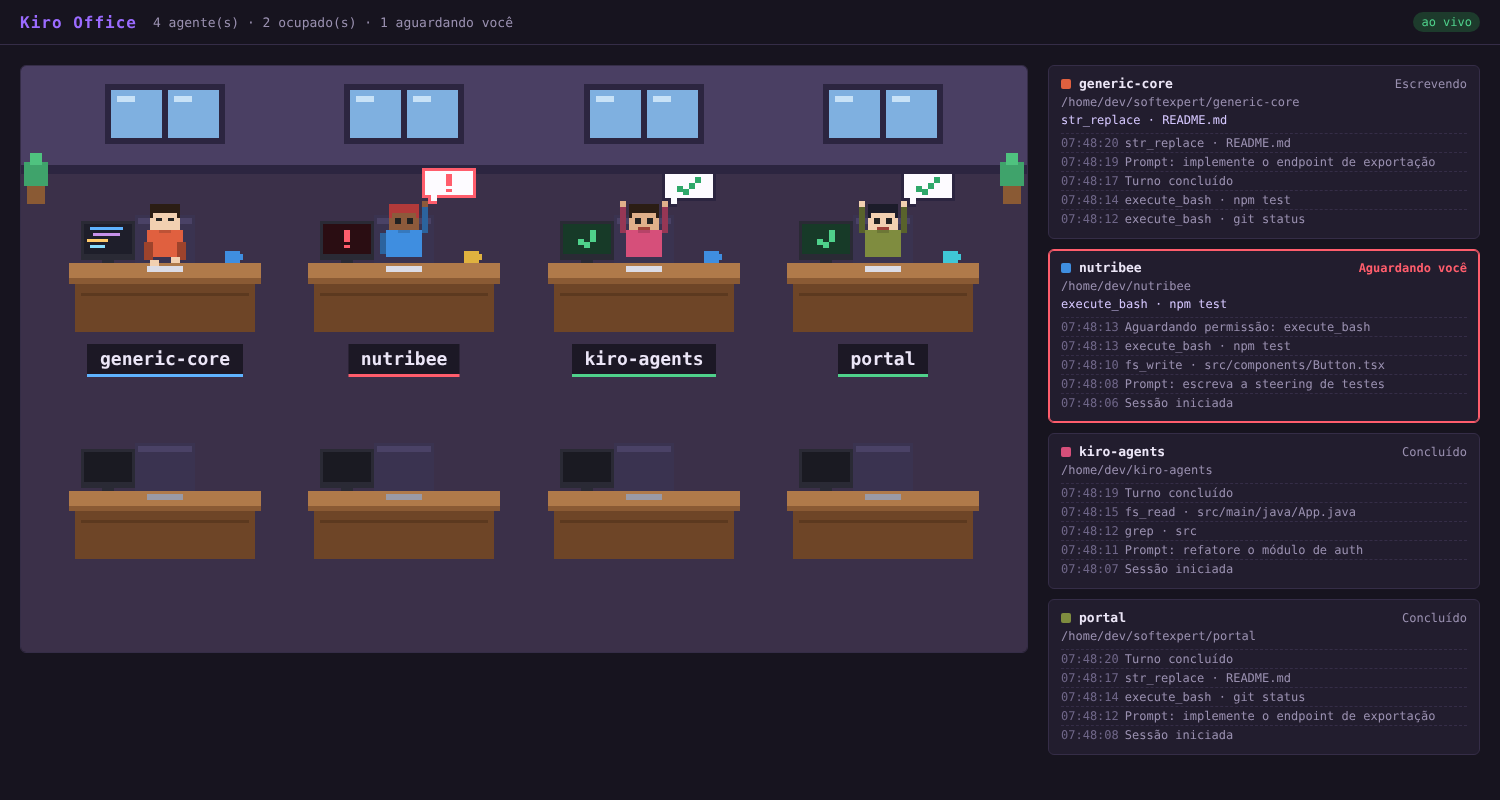 Kiro Office 4 agente(s) · 2 ocupado(s) · 1 aguardando você
ao vivo
generic-core
nutribee
kiro-agents
portal
generic-core Escrevendo
/home/dev/softexpert/generic-core
str_replace · README.md
07:48:20 str_replace · README.md
07:48:19 Prompt: implemente o endpoint de exportação
07:48:17 Turno concluído
07:48:14 execute_bash · npm test
07:48:12 execute_bash · git status
nutribee Aguardando você
/home/dev/nutribee
execute_bash · npm test
07:48:13 Aguardando permissão: execute_bash
07:48:13 execute_bash · npm test
07:48:10 fs_write · src/components/Button.tsx
07:48:08 Prompt: escreva a steering de testes
07:48:06 Sessão iniciada
kiro-agents Concluído
/home/dev/kiro-agents
07:48:19 Turno concluído
07:48:15 fs_read · src/main/java/App.java
07:48:12 grep · src
07:48:11 Prompt: refatore o módulo de auth
07:48:07 Sessão iniciada
portal Concluído
/home/dev/softexpert/portal
07:48:20 Turno concluído
07:48:17 str_replace · README.md
07:48:14 execute_bash · git status
07:48:12 Prompt: implemente o endpoint de exportação
07:48:08 Sessão iniciada